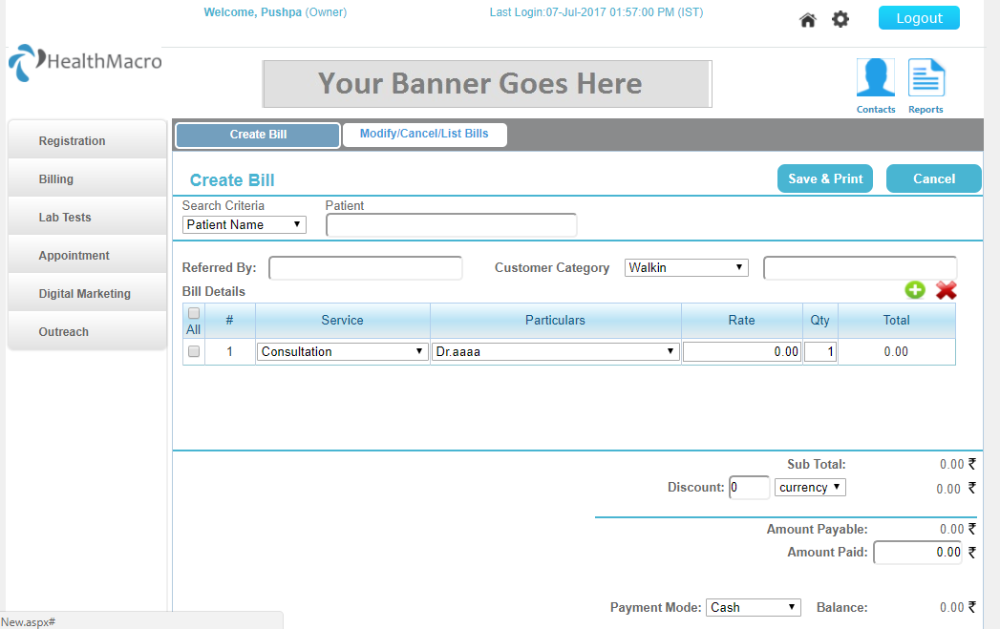 Welcome, Pushpa (Owner)
Last Login:07-Jul-2017 01:57:00 PM (IST)
Logout
HealthMacro
Your Banner Goes Here
Contacts
Reports
Registration
Billing
Lab Tests
Appointment
Digital Marketing
Outreach
Create Bill
Modify/Cancel/List Bills
Create Bill
Save & Print
Cancel
Search Criteria
Patient
Patient Name
Referred By:
Customer Category
Walkin
Bill Details
All # Service Particulars Rate Qty Total
1 Consultation Dr.aaaa 0.00 1 0.00
Sub Total: 0.00 ₹
Discount: 0 currency 0.00 ₹
Amount Payable: 0.00 ₹
Amount Paid: 0.00 ₹
Payment Mode: Cash Balance: 0.00 ₹
New.aspx#